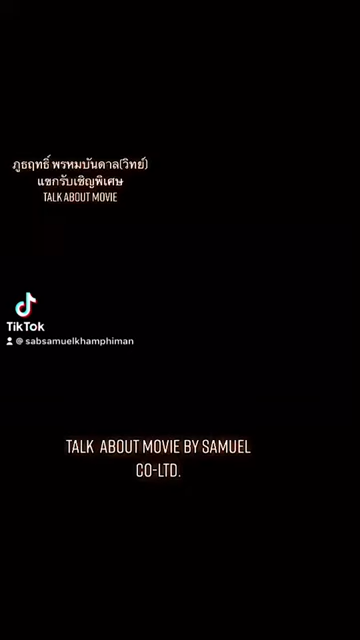 ภูธฤทธิ์ พรหมบันดาล(วิทย์)
แขกรับเชิญพิเศษ
TALK ABOUT MOVIE
TikTok
@ sabsamuelkhamphiman
TALK ABOUT MOVIE BY SAMUEL
CO-LTD.